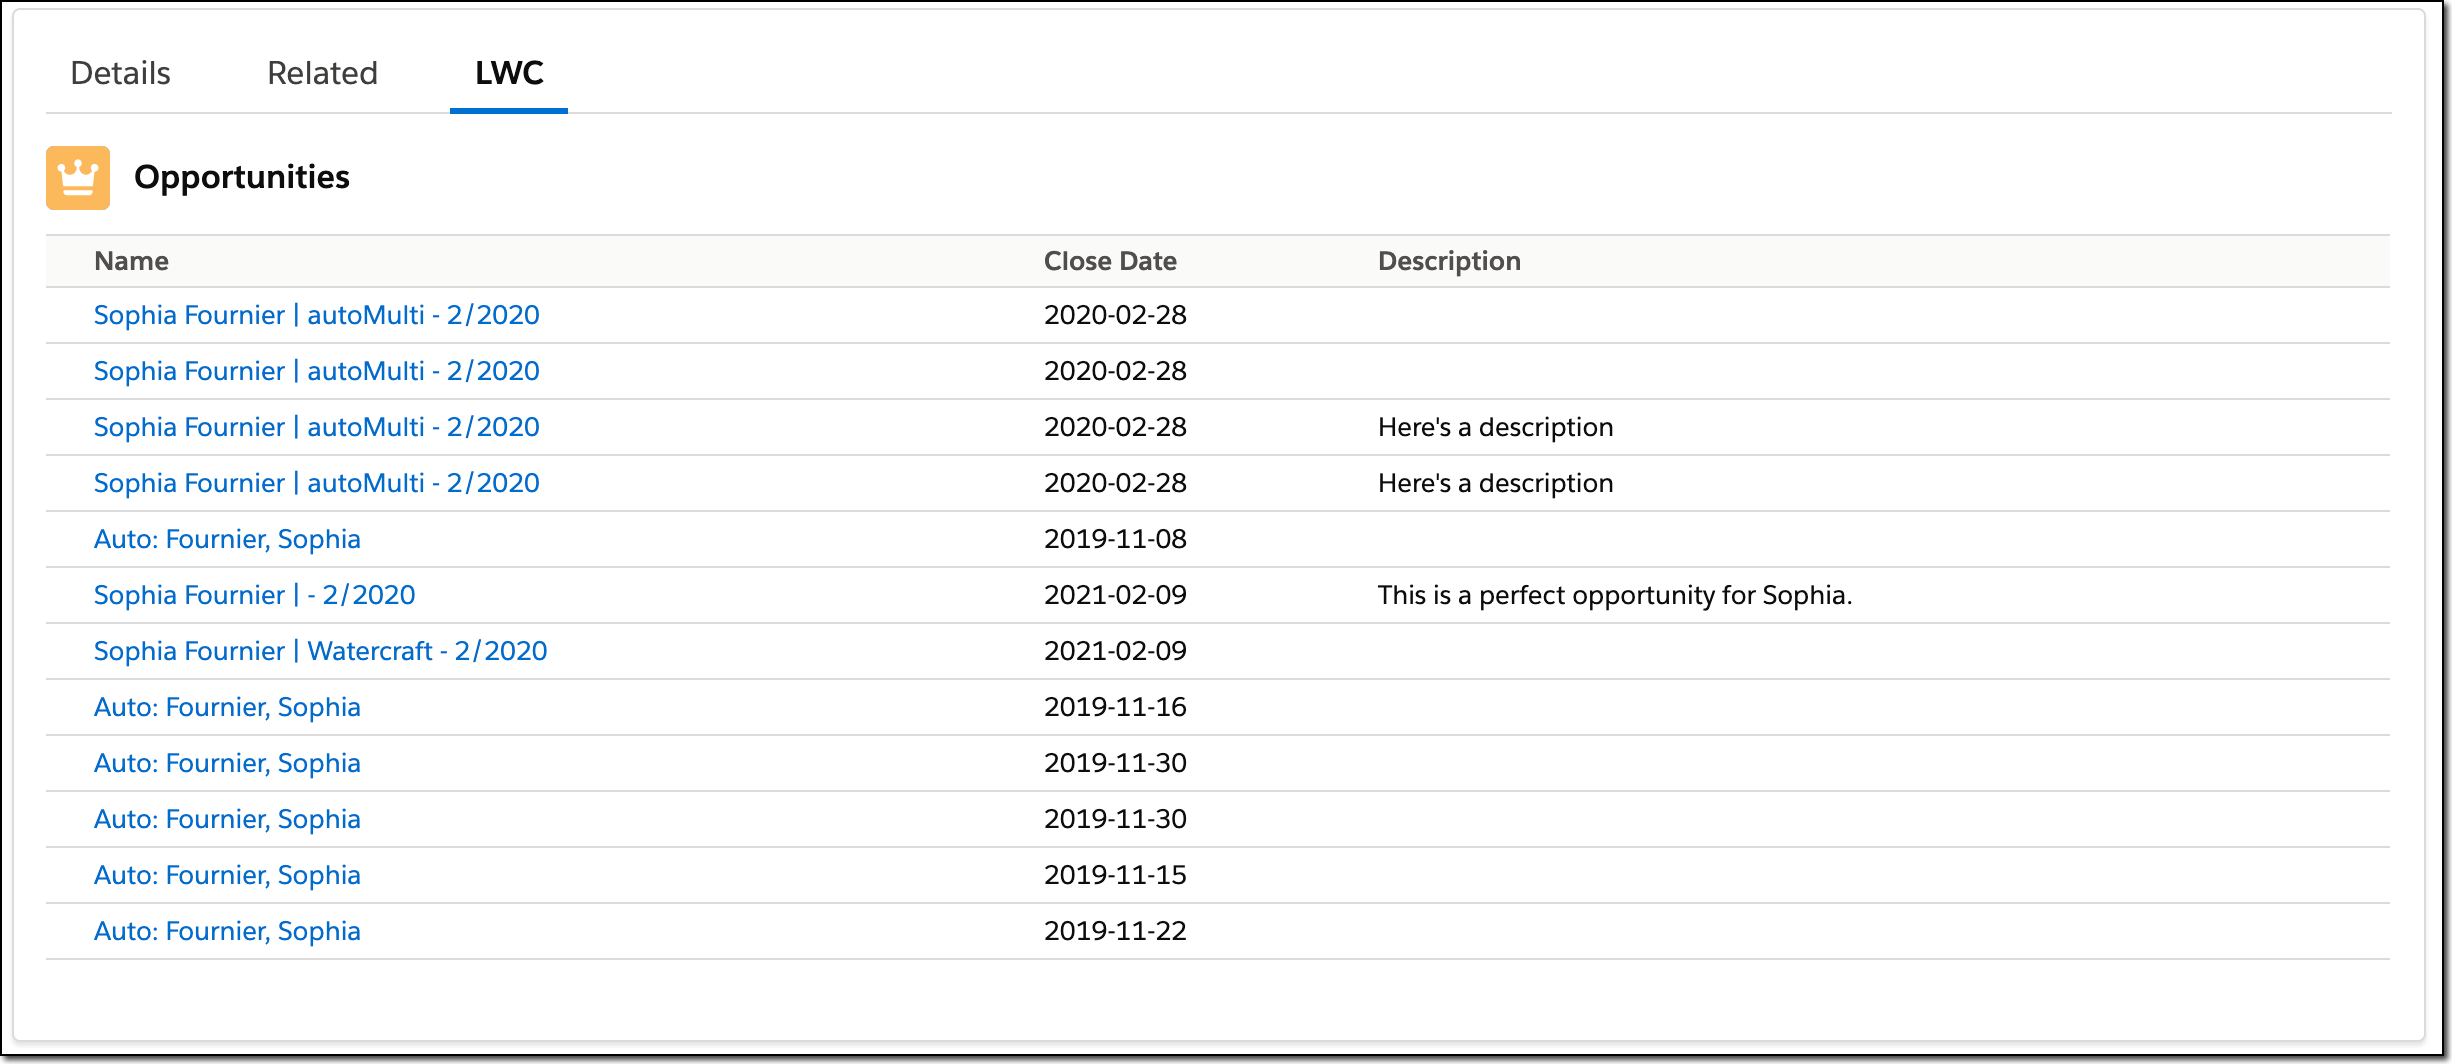 Details Related LWC
Opportunities
Name Close Date Description
Sophia Fournier | autoMulti - 2/2020 2020-02-28
Sophia Fournier | autoMulti - 2/2020 2020-02-28
Sophia Fournier | autoMulti - 2/2020 2020-02-28 Here's a description
Sophia Fournier | autoMulti - 2/2020 2020-02-28 Here's a description
Auto: Fournier, Sophia 2019-11-08
Sophia Fournier | - 2/2020 2021-02-09 This is a perfect opportunity for Sophia.
Sophia Fournier | Watercraft - 2/2020 2021-02-09
Auto: Fournier, Sophia 2019-11-16
Auto: Fournier, Sophia 2019-11-30
Auto: Fournier, Sophia 2019-11-30
Auto: Fournier, Sophia 2019-11-15
Auto: Fournier, Sophia 2019-11-22